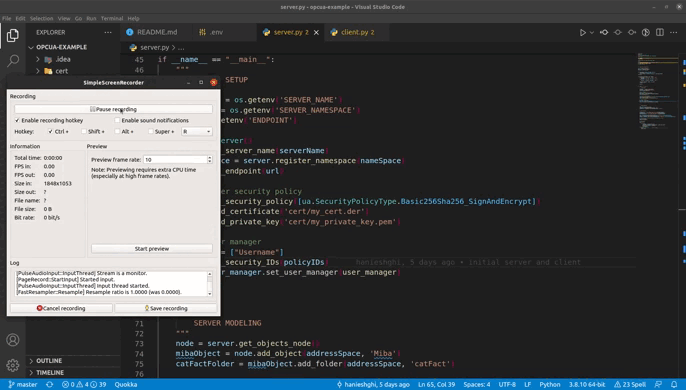 server.py - opcua-example - Visual Studio Code
File Edit Selection View Go Run Terminal Help
EXPLORER ···
README.md
.env
server.py 2 ×
client.py 2
OPCUA-EXAMPLE
server.py > ...
.idea
cert
45 if __name__ == "__main__":
46 """
SETUP
= os.getenv('SERVER_NAME')
= os.getenv('SERVER_NAMESPACE')
etenv('ENDPOINT')
erver()
_server_name(serverName)
ce = server.register_namespace(nameSpace)
_endpoint(url)
er security policy
_security_policy([ua.SecurityPolicyType.Basic256Sha256_SignAndEncrypt])
d_certificate('cert/my_cert.der')
d_private_key('cert/my_private_key.pem')
er manager
= ["Username"]
_security_IDs(policyIDs) hanieshghi, 5 days ago • initial server and client
er_manager.set_user_manager(user_manager)
71 SERVER MODELING
72 """
73 node = server.get_objects_node()
74 mibaObject = node.add_object(addressSpace, 'Miba')
75 catFactFolder = mibaObject.add_folder(addressSpace, 'catFact')
SimpleScreenRecorder
Recording
Pause recording
Enable recording hotkey
Enable sound notifications
Hotkey: Ctrl + Shift + Alt + Super + R
Information
Total time: 0:00:00
FPS in: 0.00
FPS out: 0.00
Size in: 1848x1053
Size out: ?
File name: ?
File size: 0 B
Bit rate: 0 bit/s
Preview
Preview frame rate: 10
Note: Previewing requires extra CPU time
(especially at high frame rates).
Start preview
Log
[PulseAudioInput::InputThread] Stream is a monitor.
[PageRecord::StartInput] Started input.
[PulseAudioInput::InputThread] Input thread started.
[FastResampler::Resample] Resample ratio is 1.0000 (was 0.0000).
Cancel recording
Save recording
OUTLINE
TIMELINE
master
0 4 39
Quokka
hanieshghi, 5 days ago
Ln 65, Col 39
Spaces: 4
UTF-8
LF
Python
3.8.10 64-bit
23 Spell